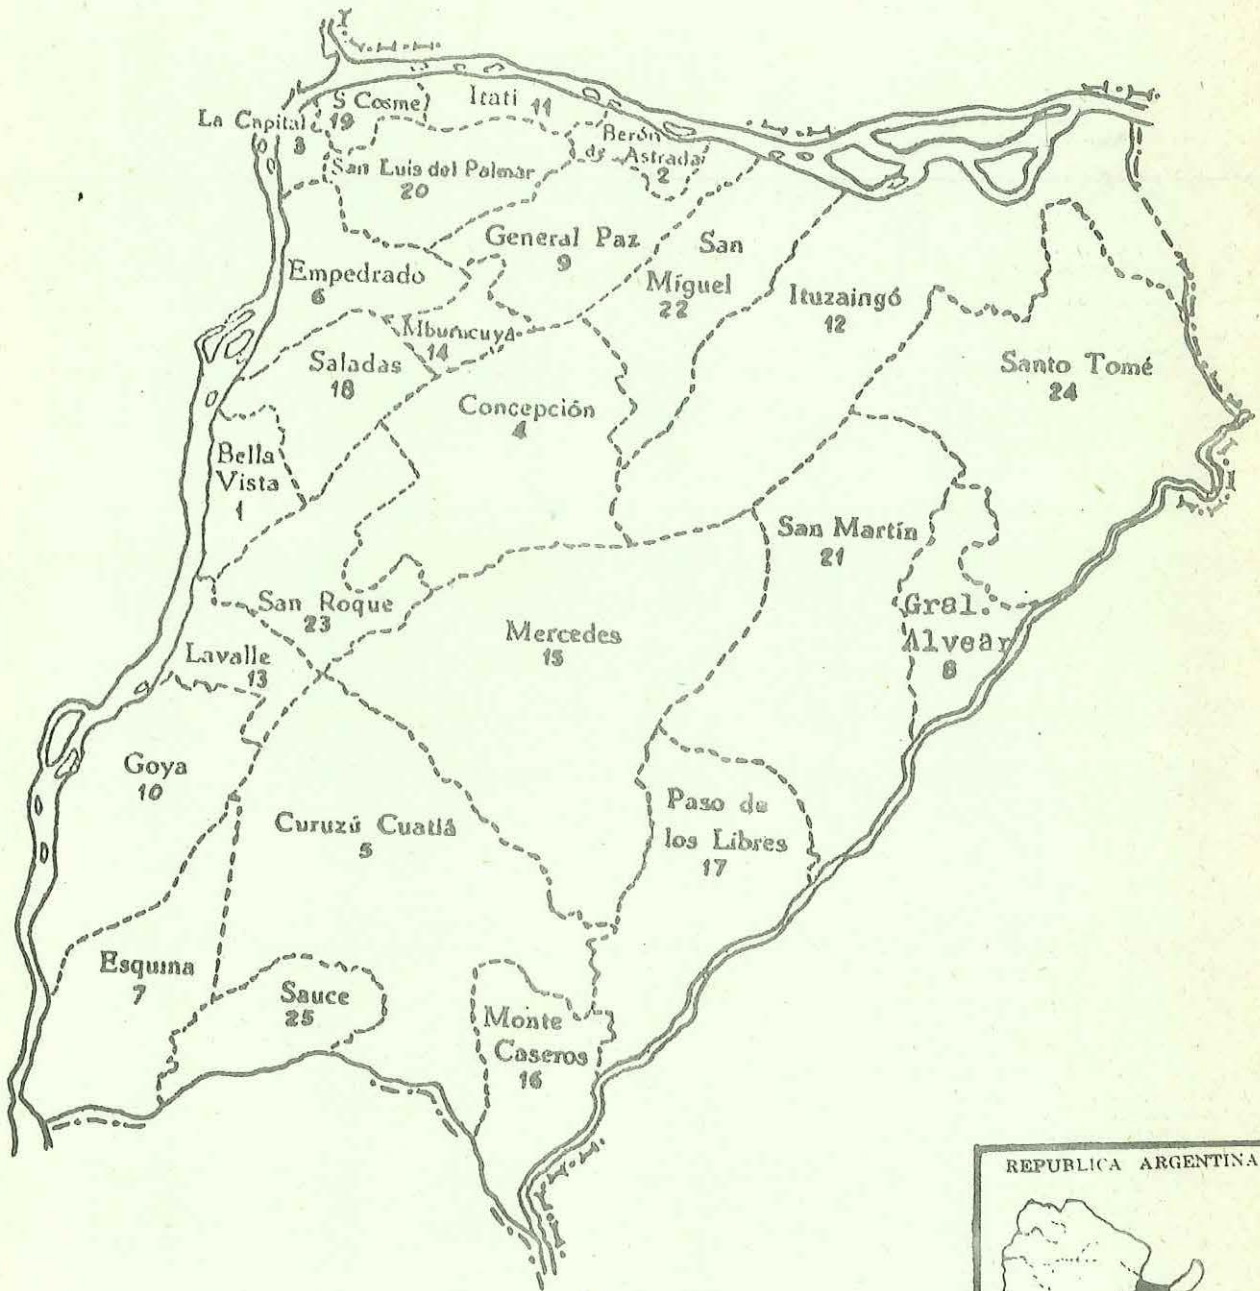 S Cosme
19
Itati 11
La Capital
3
Berón
de Astrada
2
San Luis del Palmar
20
General Paz
9
San
Miguel
22
Empedrado
6
Ituzaingó
12
Mburucuyá
14
Saladas
18
Santo Tomé
24
Concepción
4
Bella
Vista
1
San Martín
21
San Roque
23
Gral.
Alvear
8
Mercedes
15
Lavalle
13
Goya
10
Paso de
los Libres
17
Curuzú Cuatiá
5
Esquina
7
Sauce
25
Monte
Caseros
16
REPUBLICA ARGENTINA